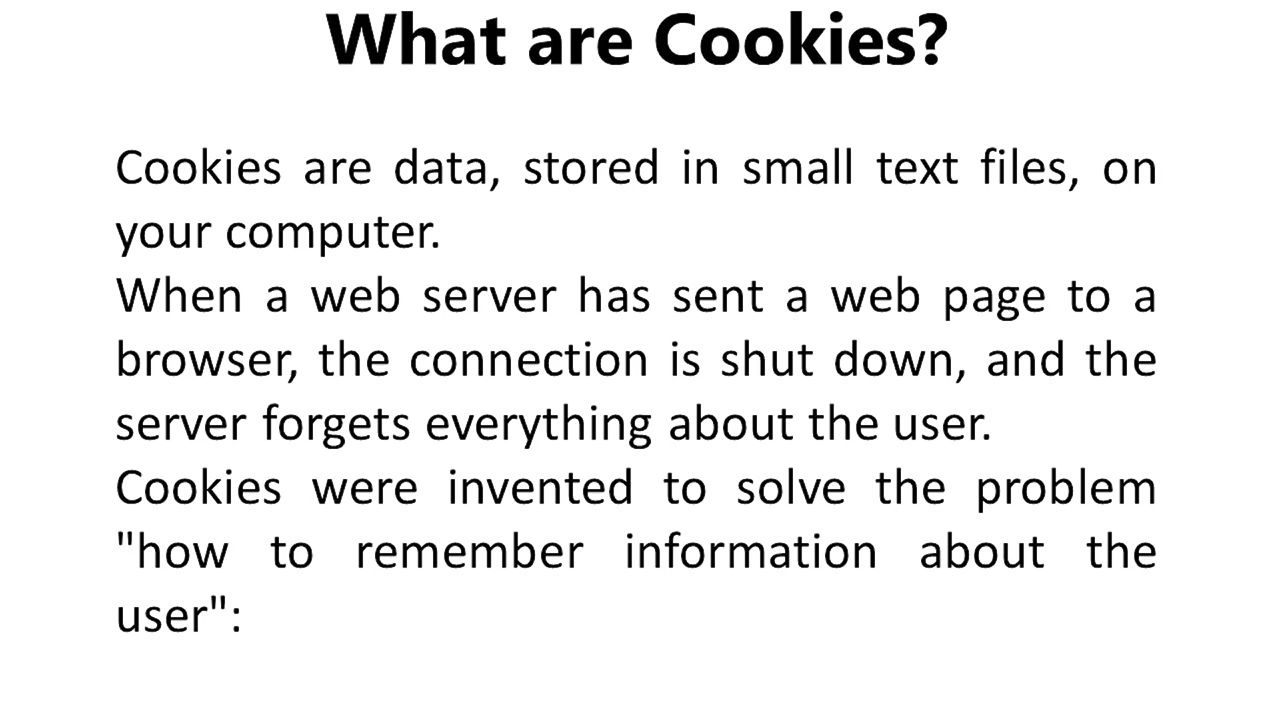 What are Cookies?
Cookies are data, stored in small text files, on
your computer.
When a web server has sent a web page to a
browser, the connection is shut down, and the
server forgets everything about the user.
Cookies were invented to solve the problem
"how to remember information about the
user":